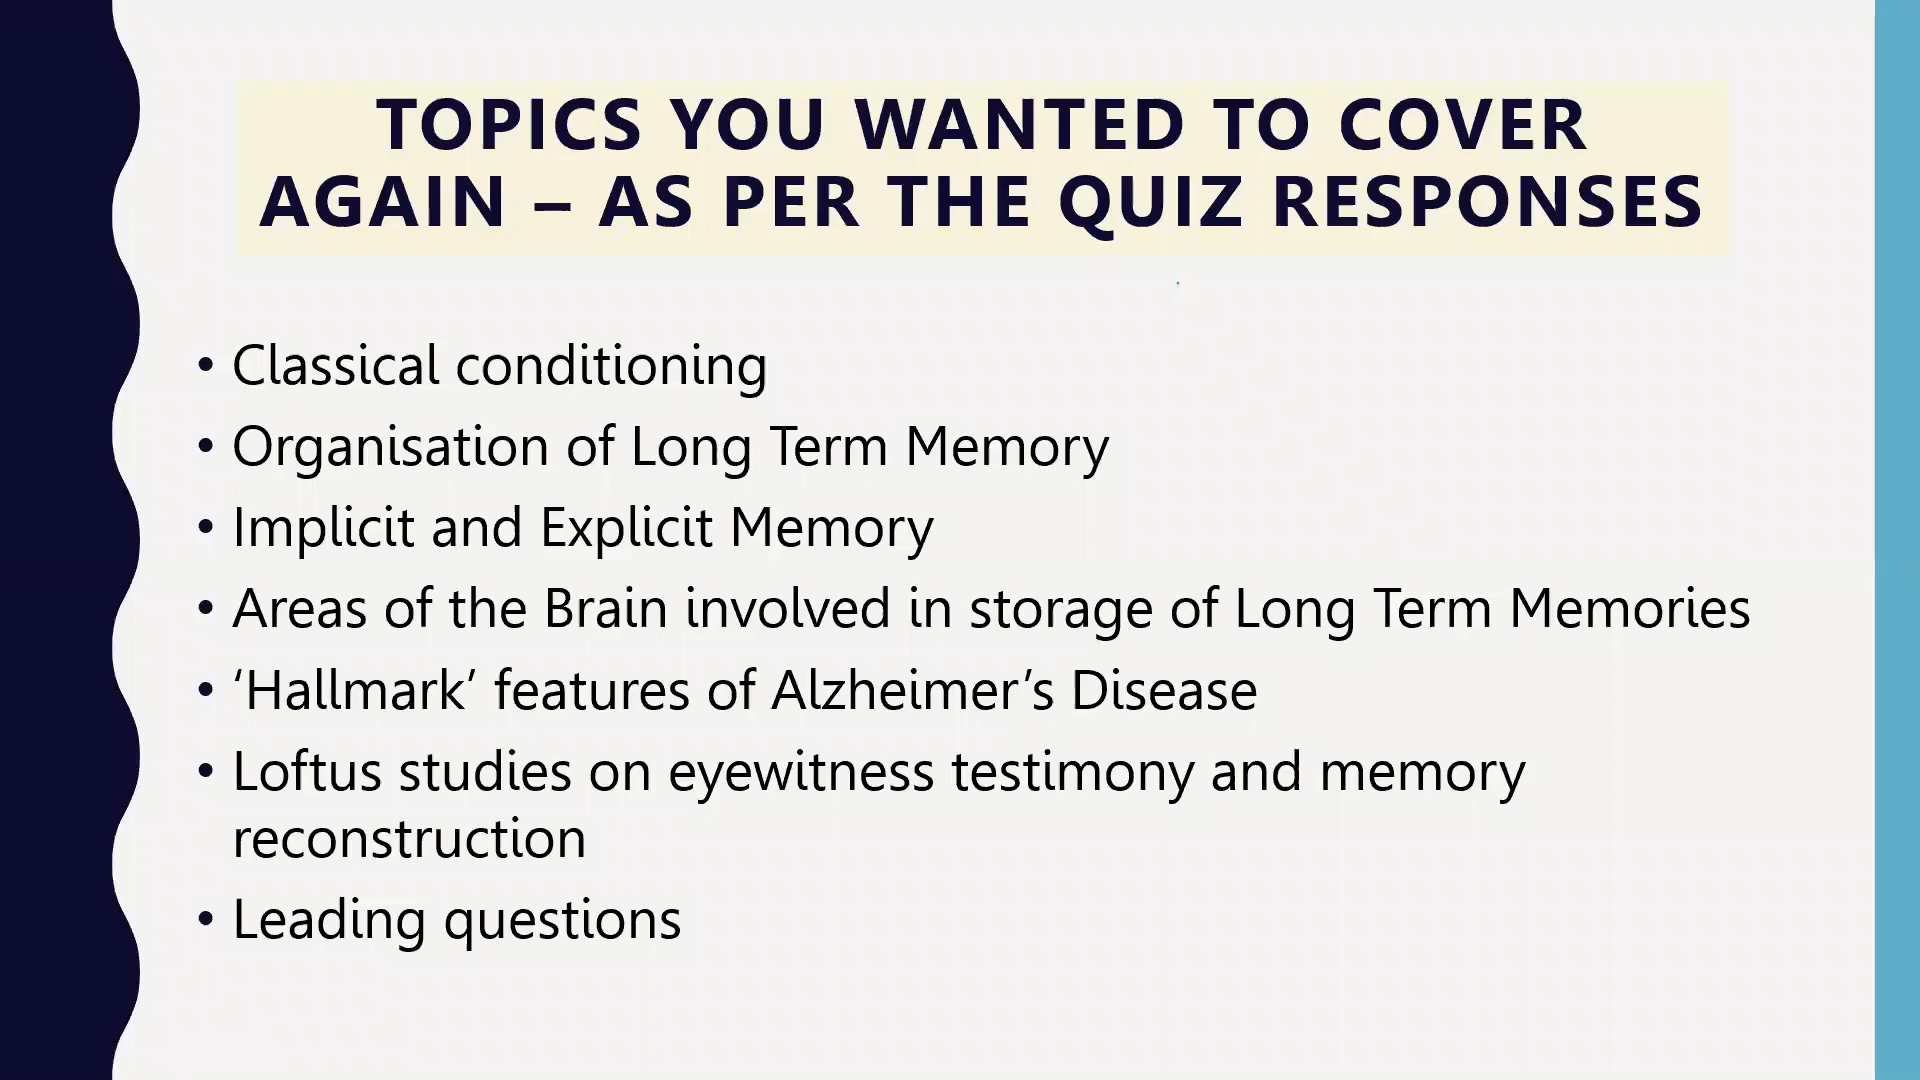 TOPICS YOU WANTED TO COVER
AGAIN – AS PER THE QUIZ RESPONSES
• Classical conditioning
• Organisation of Long Term Memory
• Implicit and Explicit Memory
• Areas of the Brain involved in storage of Long Term Memories
• ‘Hallmark’ features of Alzheimer’s Disease
• Loftus studies on eyewitness testimony and memory
reconstruction
• Leading questions